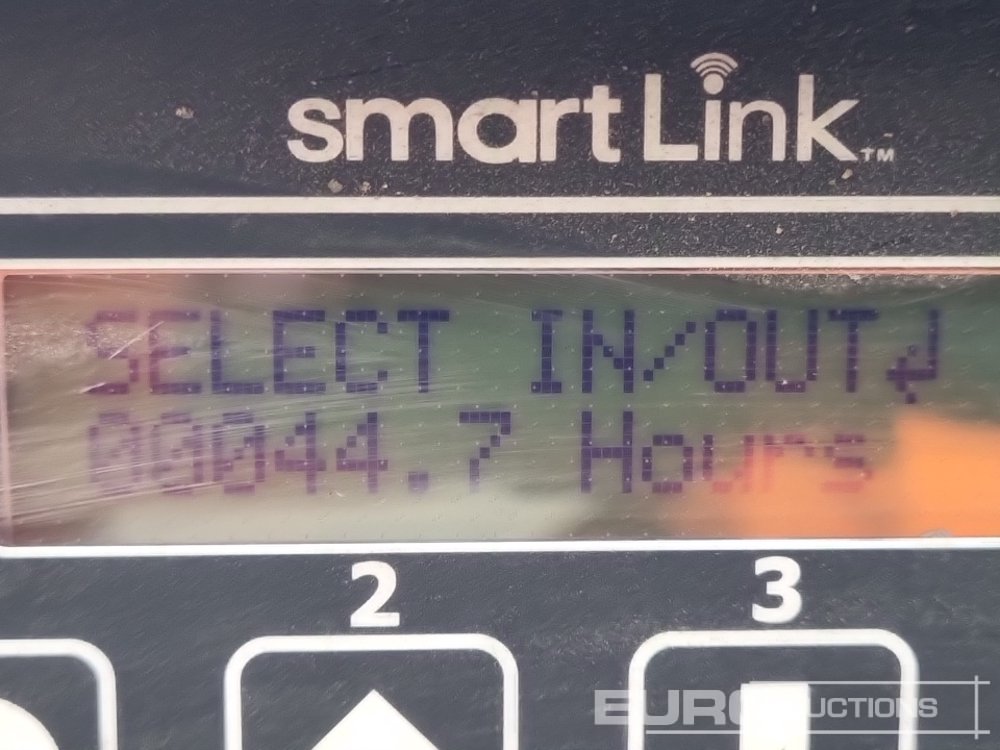 smartLink™
SELECT IN/OUT↲
00044.7 Hours
2 3
EURO AUCTIONS